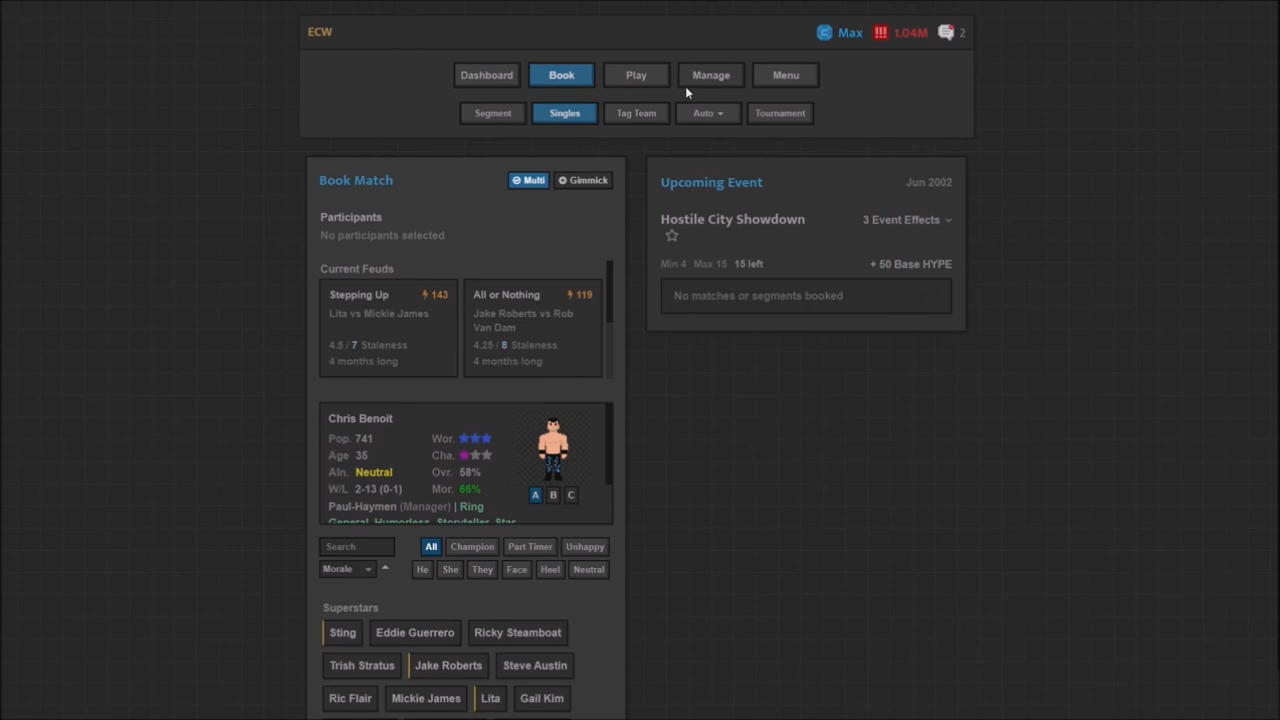 ECW
Max 1.04M 2
Dashboard Book Play Manage Menu
Segment Singles Tag Team Auto Tournament
Book Match Multi Gimmick
Participants
No participants selected
Current Feuds
Stepping Up 143
Lita vs Mickie James
4.5 / 7 Staleness
4 months long
All or Nothing 119
Jake Roberts vs Rob
Van Dam
4.25 / 8 Staleness
4 months long
Chris Benoit
Pop. 741 Wor.
Age 35 Cha.
Aln. Neutral Ovr. 58%
W/L 2-13 (0-1) Mor. 66%
A B C
Paul-Haymen (Manager) | Ring
General, Humorless, Storyteller, Star
Search All Champion Part Timer Unhappy
Morale He She They Face Heel Neutral
Superstars
Sting Eddie Guerrero Ricky Steamboat
Trish Stratus Jake Roberts Steve Austin
Ric Flair Mickie James Lita Gail Kim
Upcoming Event Jun 2002
Hostile City Showdown 3 Event Effects
Min 4 Max 15 15 left + 50 Base HYPE
No matches or segments booked